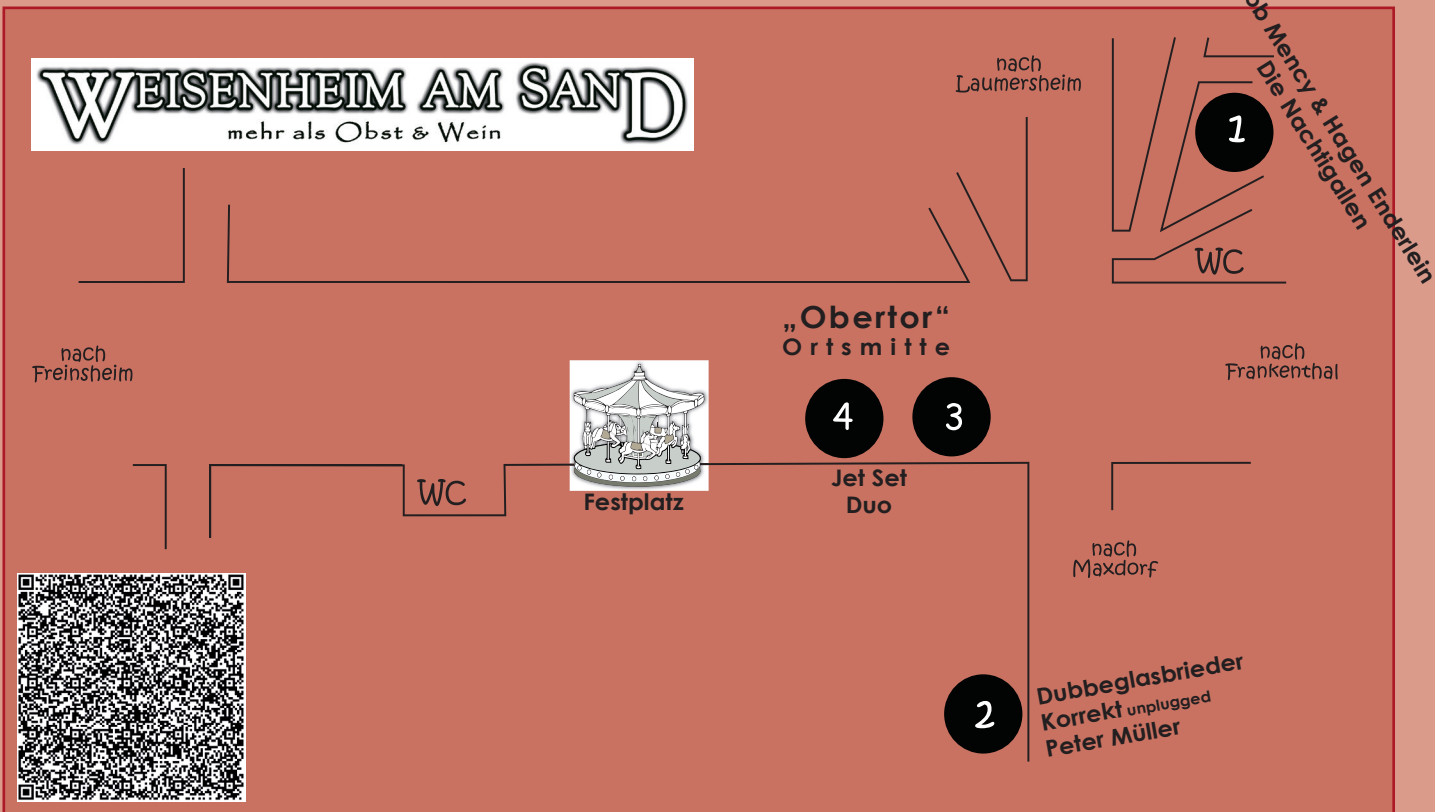 WEISENHEIM AM SAND
mehr als Obst & Wein
nach
Laumersheim
Mency & Hagen Enderlein
Die Nachtigallen
1
WC
„Obertor“
Ortsmitte
nach
Freinsheim
nach
Frankenthal
4
3
Jet Set
Duo
WC
Festplatz
nach
Maxdorf
2
Dubbeglasbrieder
Korrekt unplugged
Peter Müller